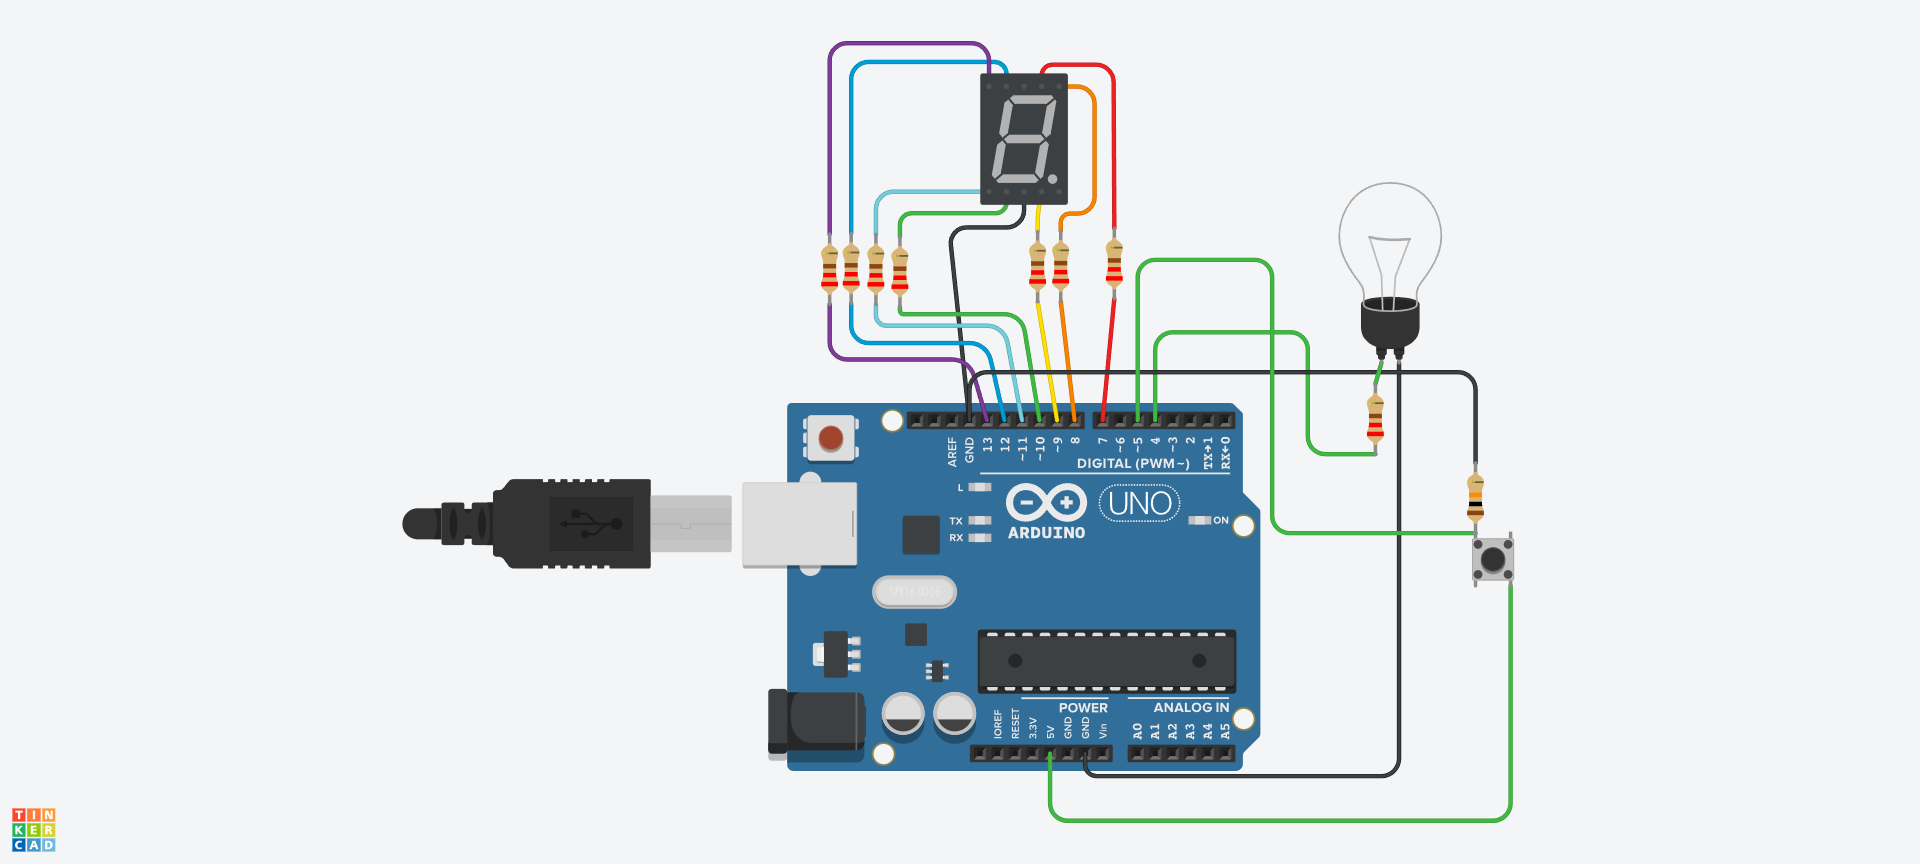 AREF
GND
13
12
~11
~10
~9
8
7
~6
~5
4
~3
2
TX→1
RX←0
DIGITAL (PWM~)
L
TX
RX
ARDUINO
UNO
ON
SPK16.000G
POWER
ANALOG IN
IOREF
RESET
3.3V
5V
GND
GND
Vin
A0
A1
A2
A3
A4
A5
TIN
KER
CAD